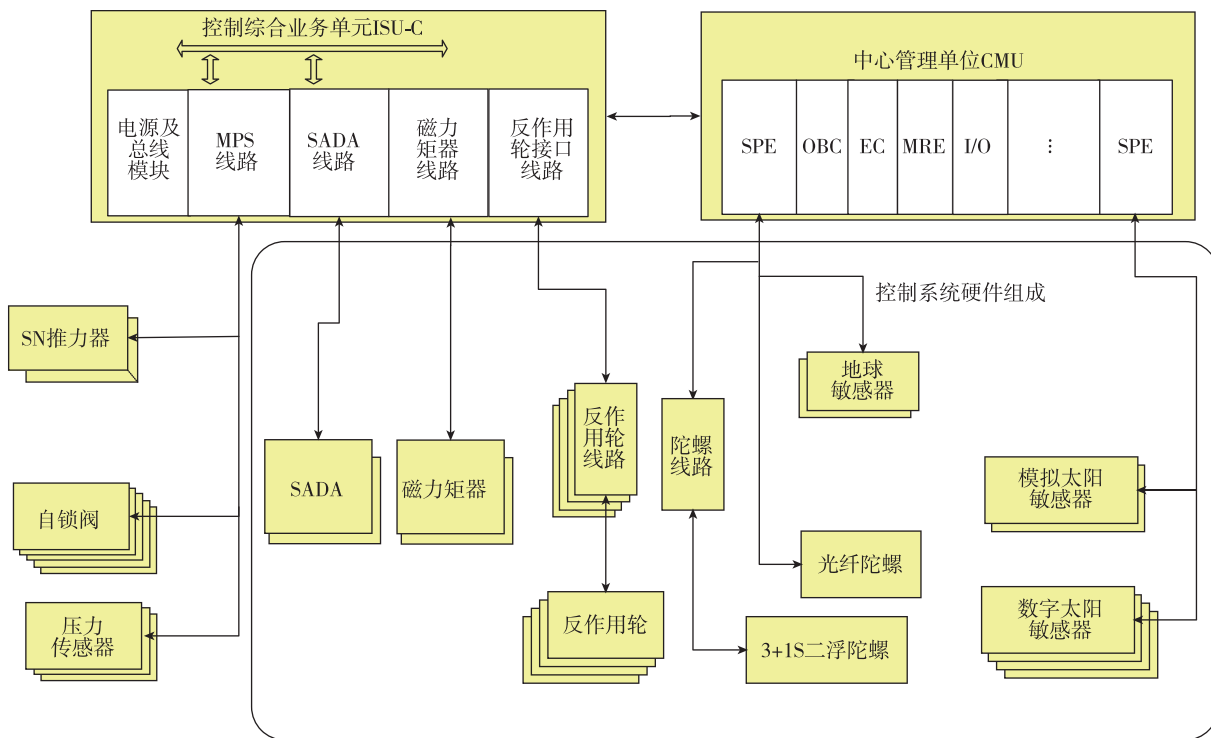 控制综合业务单元ISU-C
电源及
总线
模块
MPS
线路
SADA
线路
磁力
矩器
线路
反作用
轮接口
线路
中心管理单位CMU
SPE
OBC
EC
MRE
I/O
⋮
SPE
控制系统硬件组成
SN推力器
自锁阀
压力
传感器
SADA
磁力矩器
反作
用轮
线路
反作用轮
陀螺
线路
地球
敏感器
光纤陀螺
3+1S二浮陀螺
模拟太阳
敏感器
数字太阳
敏感器